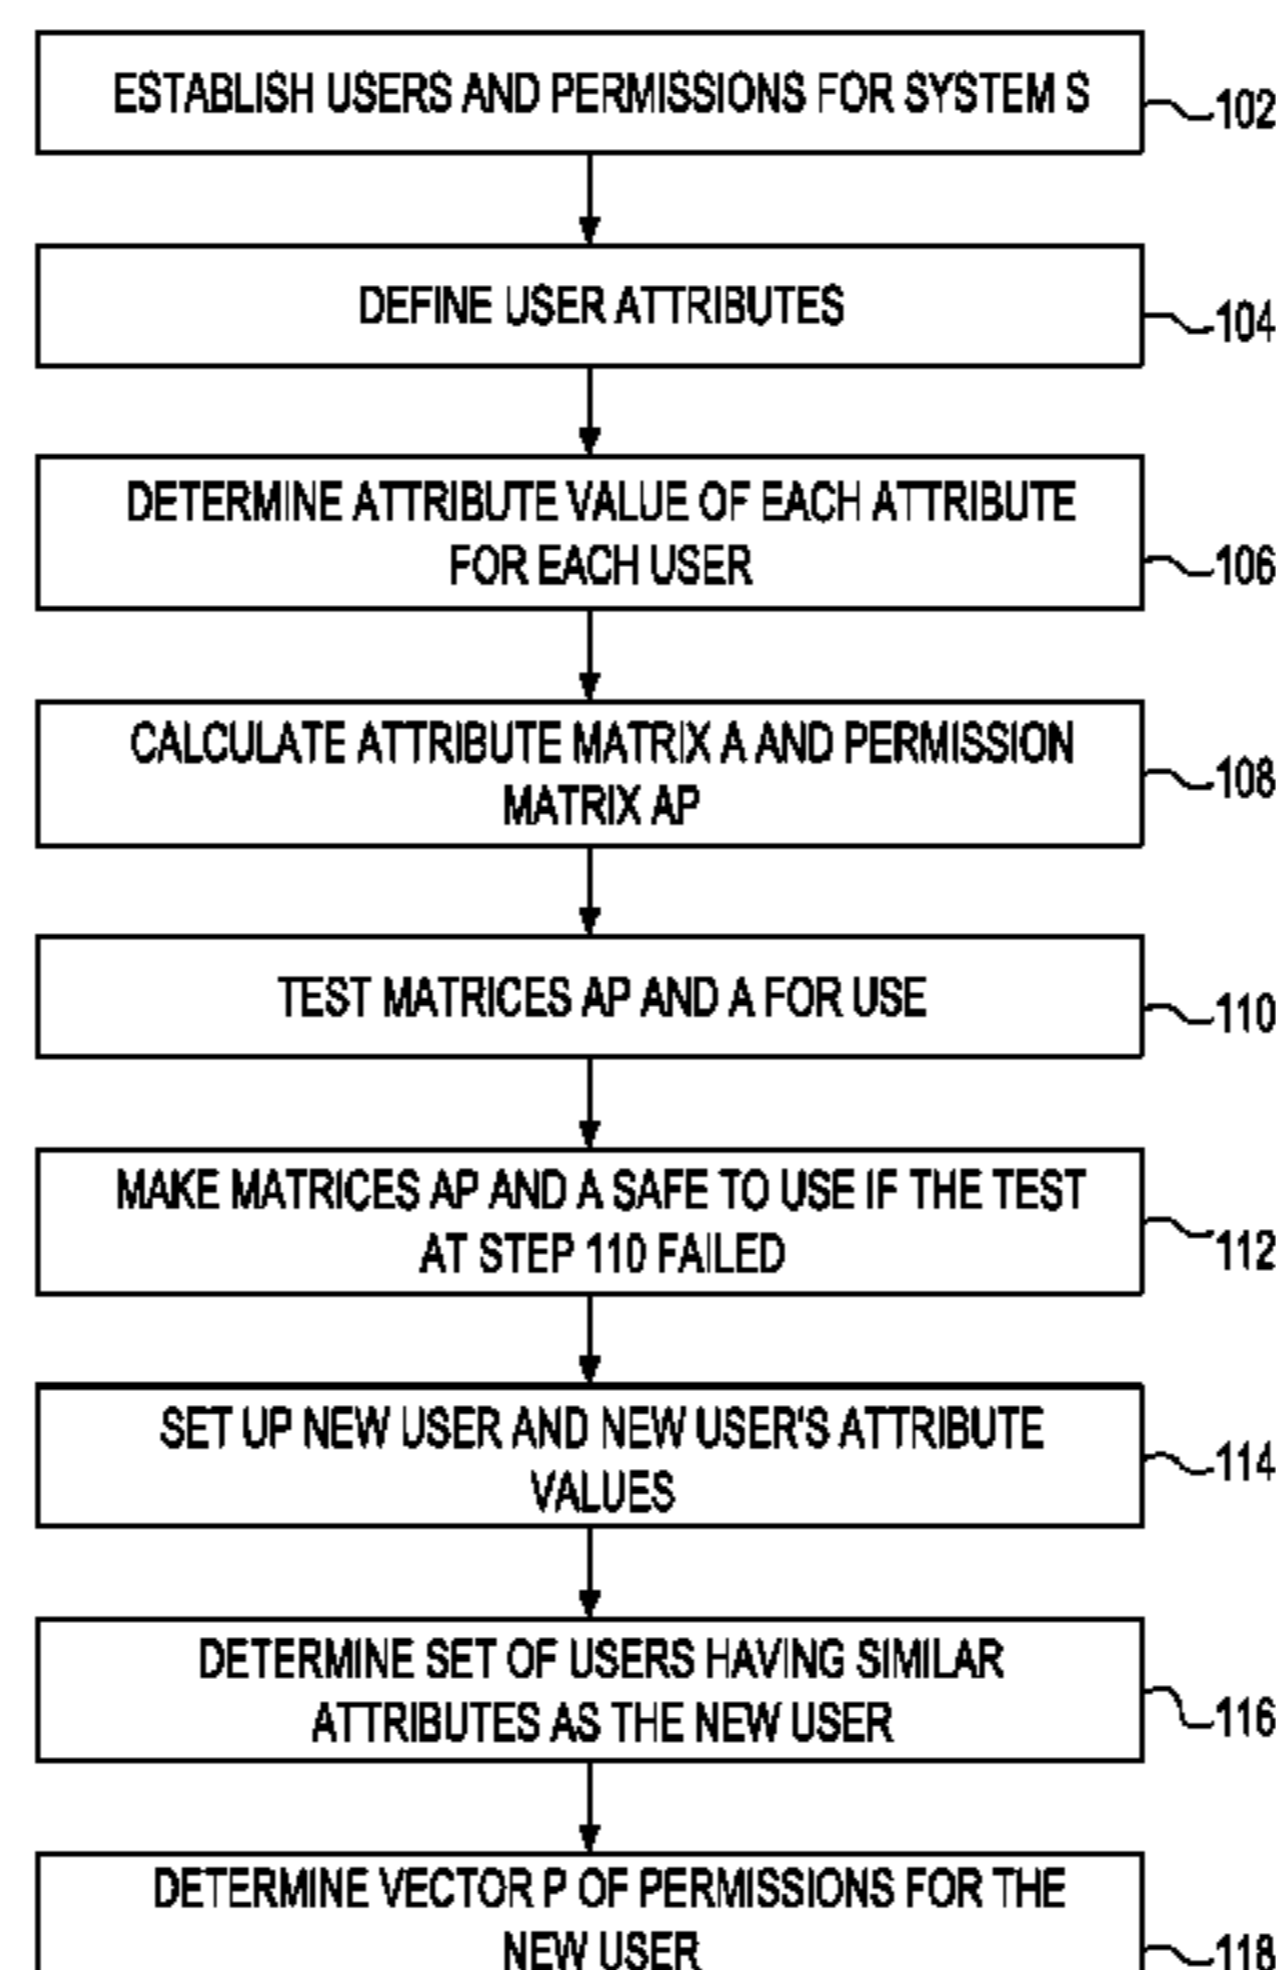 ESTABLISH USERS AND PERMISSIONS FOR SYSTEM S
102
DEFINE USER ATTRIBUTES
104
DETERMINE ATTRIBUTE VALUE OF EACH ATTRIBUTE
FOR EACH USER
106
CALCULATE ATTRIBUTE MATRIX A AND PERMISSION
MATRIX AP
108
TEST MATRICES AP AND A FOR USE
110
MAKE MATRICES AP AND A SAFE TO USE IF THE TEST
AT STEP 110 FAILED
112
SET UP NEW USER AND NEW USER'S ATTRIBUTE
VALUES
114
DETERMINE SET OF USERS HAVING SIMILAR
ATTRIBUTES AS THE NEW USER
116
DETERMINE VECTOR P OF PERMISSIONS FOR THE
NEW USER
118